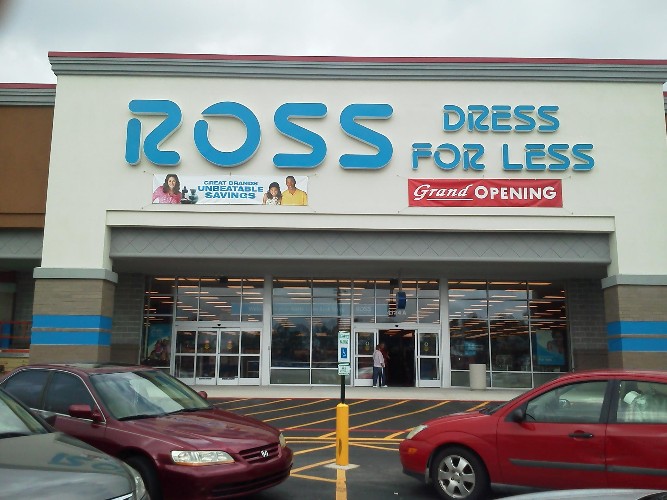 ROSS
DRESS
FOR LESS
GREAT BRANDS
UNBEATABLE
SAVINGS
Grand OPENING